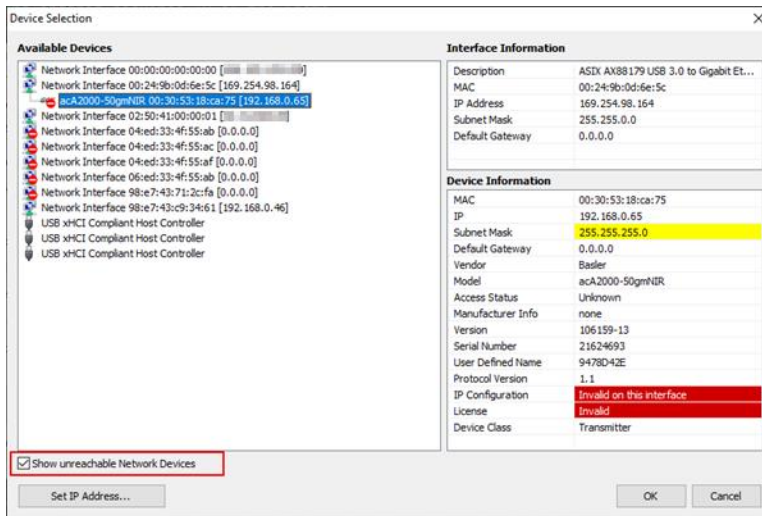 Device Selection
Available Devices
Network Interface 00:00:00:00:00:00 [
Network Interface 00:24:9b:0d:6e:5c [169.254.98.164]
acA2000-50gmNIR 00:30:53:18:ca:75 [192.168.0.65]
Network Interface 02:50:41:00:00:01 [
Network Interface 04:ed:33:4f:55:ab [0.0.0.0]
Network Interface 04:ed:33:4f:55:ac [0.0.0.0]
Network Interface 04:ed:33:4f:55:af [0.0.0.0]
Network Interface 06:ed:33:4f:55:ab [0.0.0.0]
Network Interface 98:e7:43:71:2c:fa [0.0.0.0]
Network Interface 98:e7:43:c9:34:61 [192.168.0.46]
USB xHCI Compliant Host Controller
USB xHCI Compliant Host Controller
USB xHCI Compliant Host Controller
Show unreachable Network Devices
Set IP Address...
Interface Information
Description ASIX AX88179 USB 3.0 to Gigabit Et...
MAC 00:24:9b:0d:6e:5c
IP Address 169.254.98.164
Subnet Mask 255.255.0.0
Default Gateway 0.0.0.0
Device Information
MAC 00:30:53:18:ca:75
IP 192.168.0.65
Subnet Mask 255.255.255.0
Default Gateway 0.0.0.0
Vendor Basler
Model acA2000-50gmNIR
Access Status Unknown
Manufacturer Info none
Version 106159-13
Serial Number 21624693
User Defined Name 9478D42E
Protocol Version 1.1
IP Configuration Invalid on this interface
License Invalid
Device Class Transmitter
OK Cancel